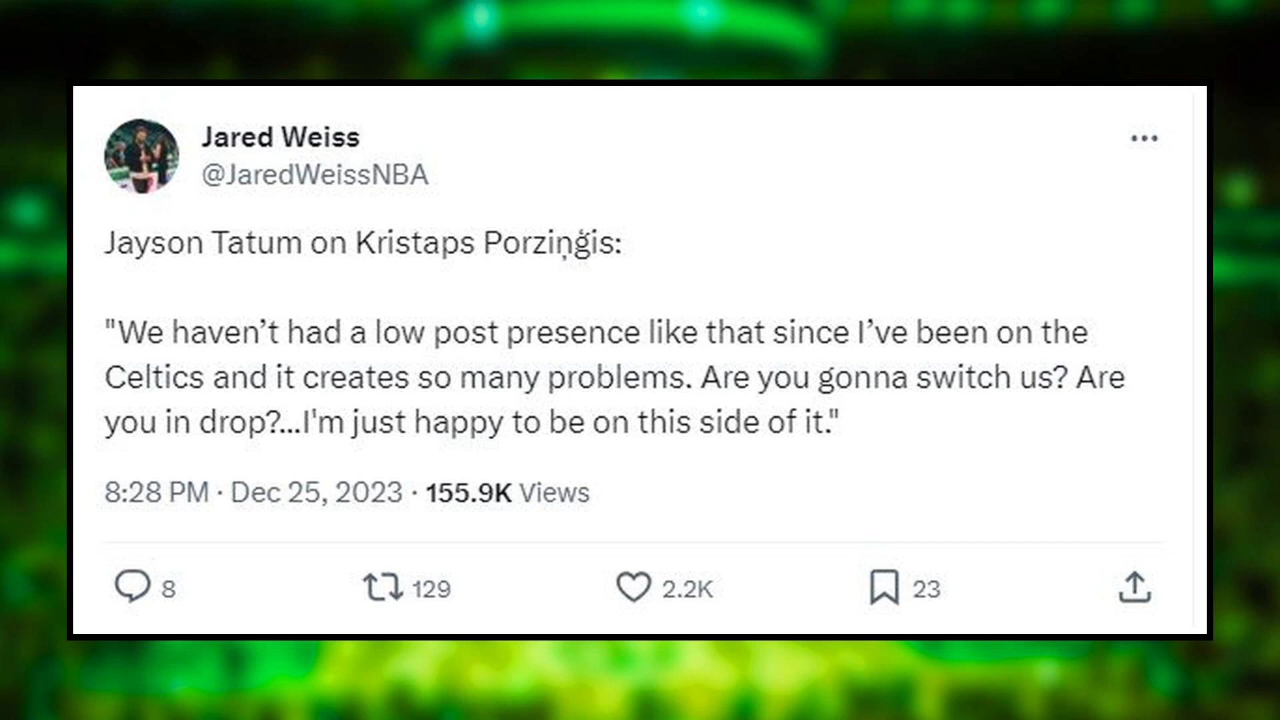 Jared Weiss
@JaredWeissNBA
Jayson Tatum on Kristaps Porziņģis:
"We haven’t had a low post presence like that since I’ve been on the
Celtics and it creates so many problems. Are you gonna switch us? Are
you in drop?...I'm just happy to be on this side of it."
8:28 PM · Dec 25, 2023 · 155.9K Views
8 129 2.2K 23